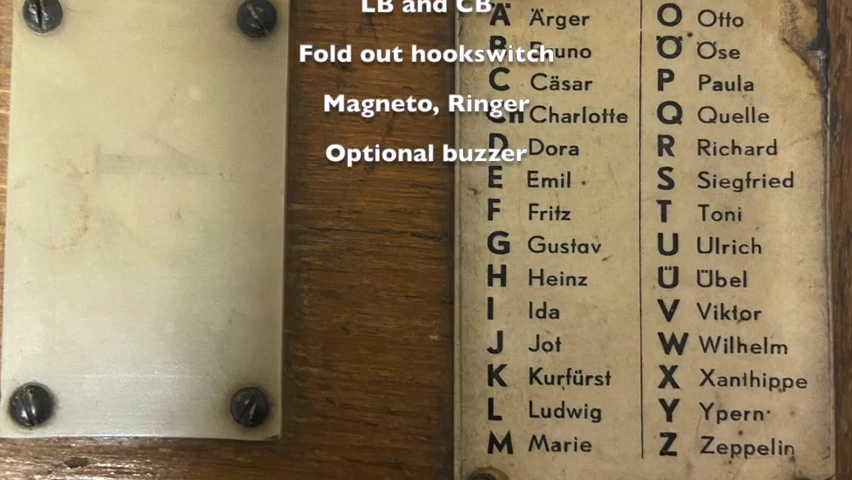 LB and CB
Fold out hookswitch
Magneto, Ringer
Optional buzzer
Ä Ärger
B Bruno
C Cäsar
Ch Charlotte
D Dora
E Emil
F Fritz
G Gustav
H Heinz
I Ida
J Jot
K Kurfürst
L Ludwig
M Marie
O Otto
Ö Öse
P Paula
Q Quelle
R Richard
S Siegfried
T Toni
U Ulrich
Ü Übel
V Viktor
W Wilhelm
X Xanthippe
Y Ypern
Z Zeppelin